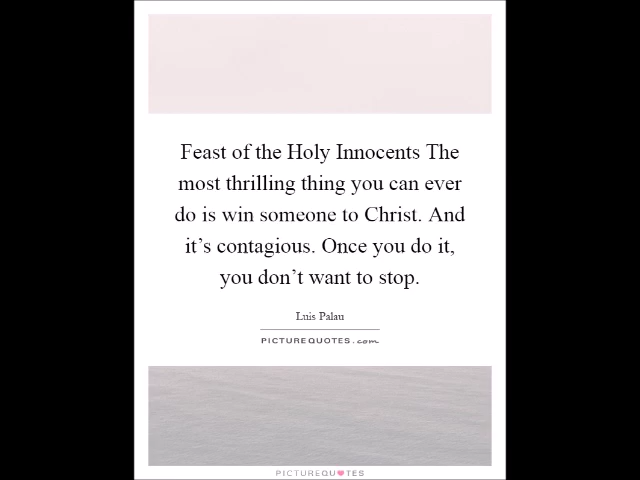 Feast of the Holy Innocents The
most thrilling thing you can ever
do is win someone to Christ. And
it's contagious. Once you do it,
you don't want to stop.
Luis Palau
PICTUREQUOTES.com
PICTUREQUOTES